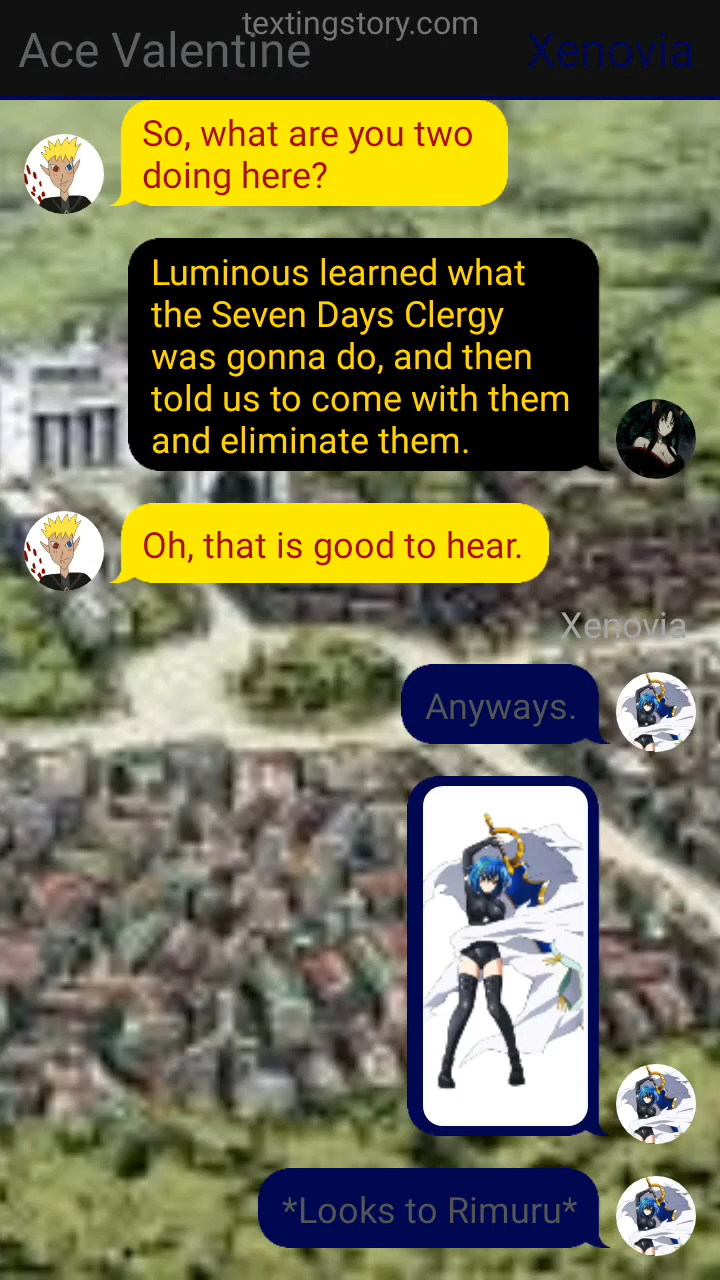 textingstory.com
Ace Valentine
Xenovia
So, what are you two
doing here?
Luminous learned what
the Seven Days Clergy
was gonna do, and then
told us to come with them
and eliminate them.
Oh, that is good to hear.
Xenovia
Anyways.
*Looks to Rimuru*